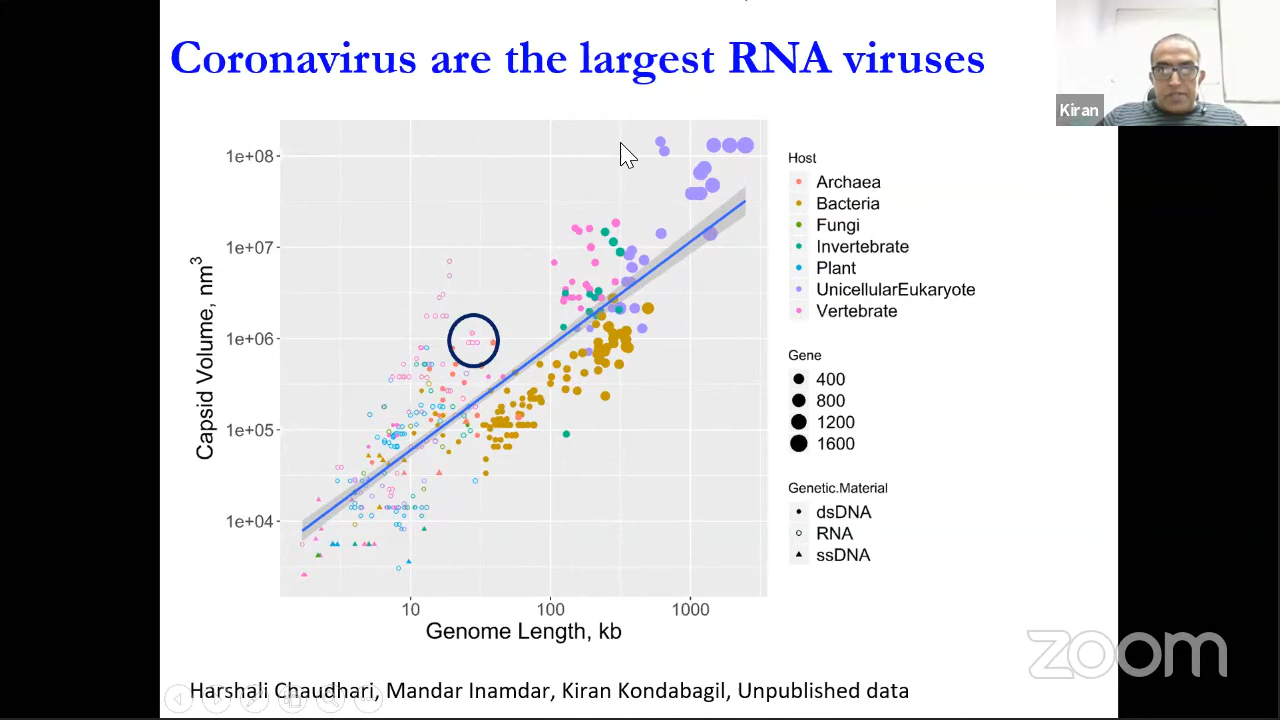 Coronavirus are the largest RNA viruses
Kiran
Capsid Volume, nm³
1e+08
1e+07
1e+06
1e+05
1e+04
10
100
1000
Genome Length, kb
Host
Archaea
Bacteria
Fungi
Invertebrate
Plant
UnicellularEukaryote
Vertebrate
Gene
400
800
1200
1600
Genetic.Material
dsDNA
RNA
ssDNA
zoom
Harshali Chaudhari, Mandar Inamdar, Kiran Kondabagil, Unpublished data